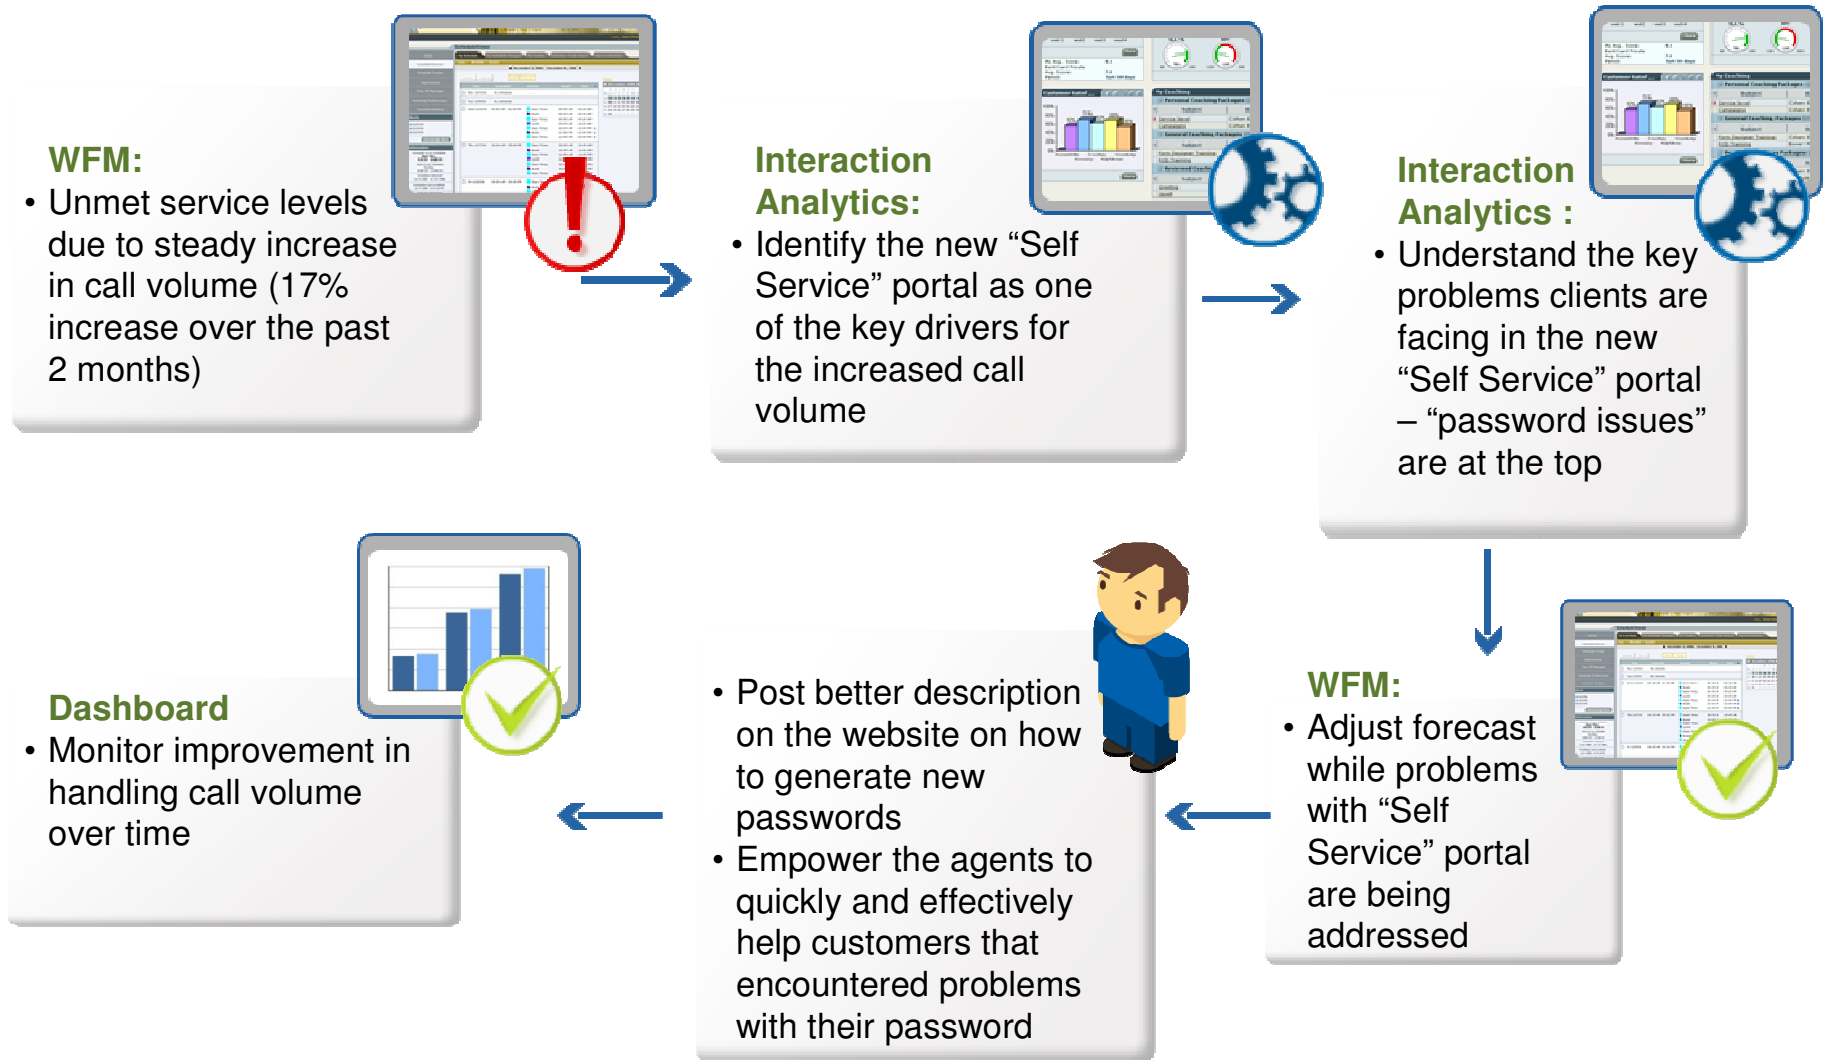 WFM:
• Unmet service levels
due to steady increase
in call volume (17%
increase over the past
2 months)
Interaction
Analytics:
• Identify the new “Self
Service” portal as one
of the key drivers for
the increased call
volume
Interaction
Analytics :
• Understand the key
problems clients are
facing in the new
“Self Service” portal
– “password issues”
are at the top
WFM:
• Adjust forecast
while problems
with “Self
Service” portal
are being
addressed
• Post better description
on the website on how
to generate new
passwords
• Empower the agents to
quickly and effectively
help customers that
encountered problems
with their password
Dashboard
• Monitor improvement in
handling call volume
over time